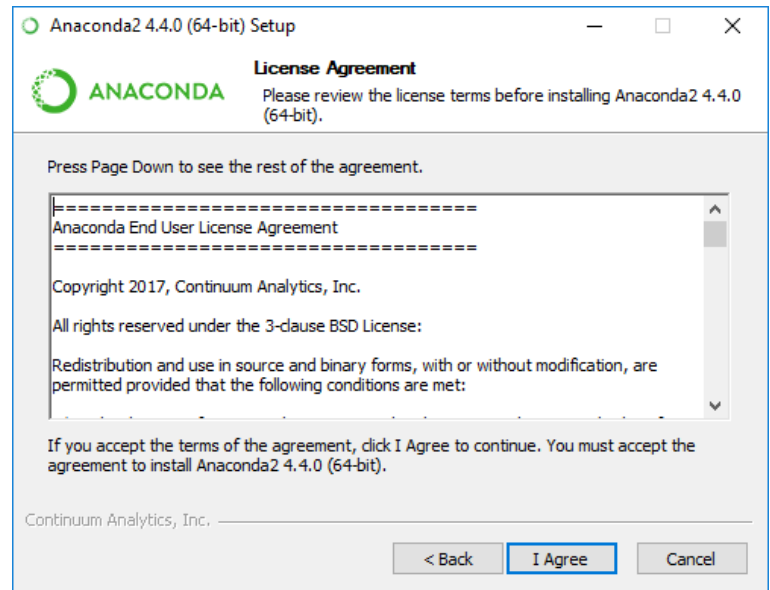 Anaconda2 4.4.0 (64-bit) Setup
ANACONDA
License Agreement
Please review the license terms before installing Anaconda2 4.4.0
(64-bit).
Press Page Down to see the rest of the agreement.
===================================
Anaconda End User License Agreement
===================================
Copyright 2017, Continuum Analytics, Inc.
All rights reserved under the 3-clause BSD License:
Redistribution and use in source and binary forms, with or without modification, are
permitted provided that the following conditions are met:
If you accept the terms of the agreement, click I Agree to continue. You must accept the
agreement to install Anaconda2 4.4.0 (64-bit).
Continuum Analytics, Inc.
< Back
I Agree
Cancel